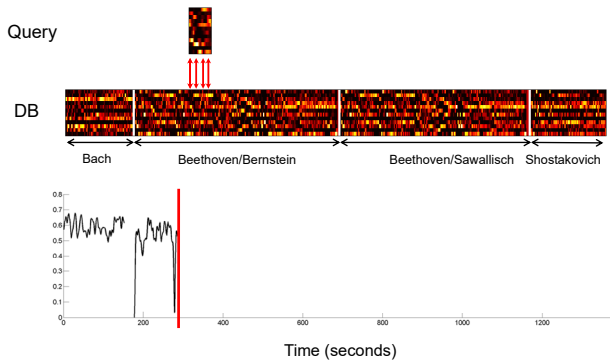 Query
DB
Bach
Beethoven/Bernstein
Beethoven/Sawallisch
Shostakovich
0.8
0.7
0.6
0.5
0.4
0.3
0.2
0.1
0
0 200 400 600 800 1000 1200
Time (seconds)